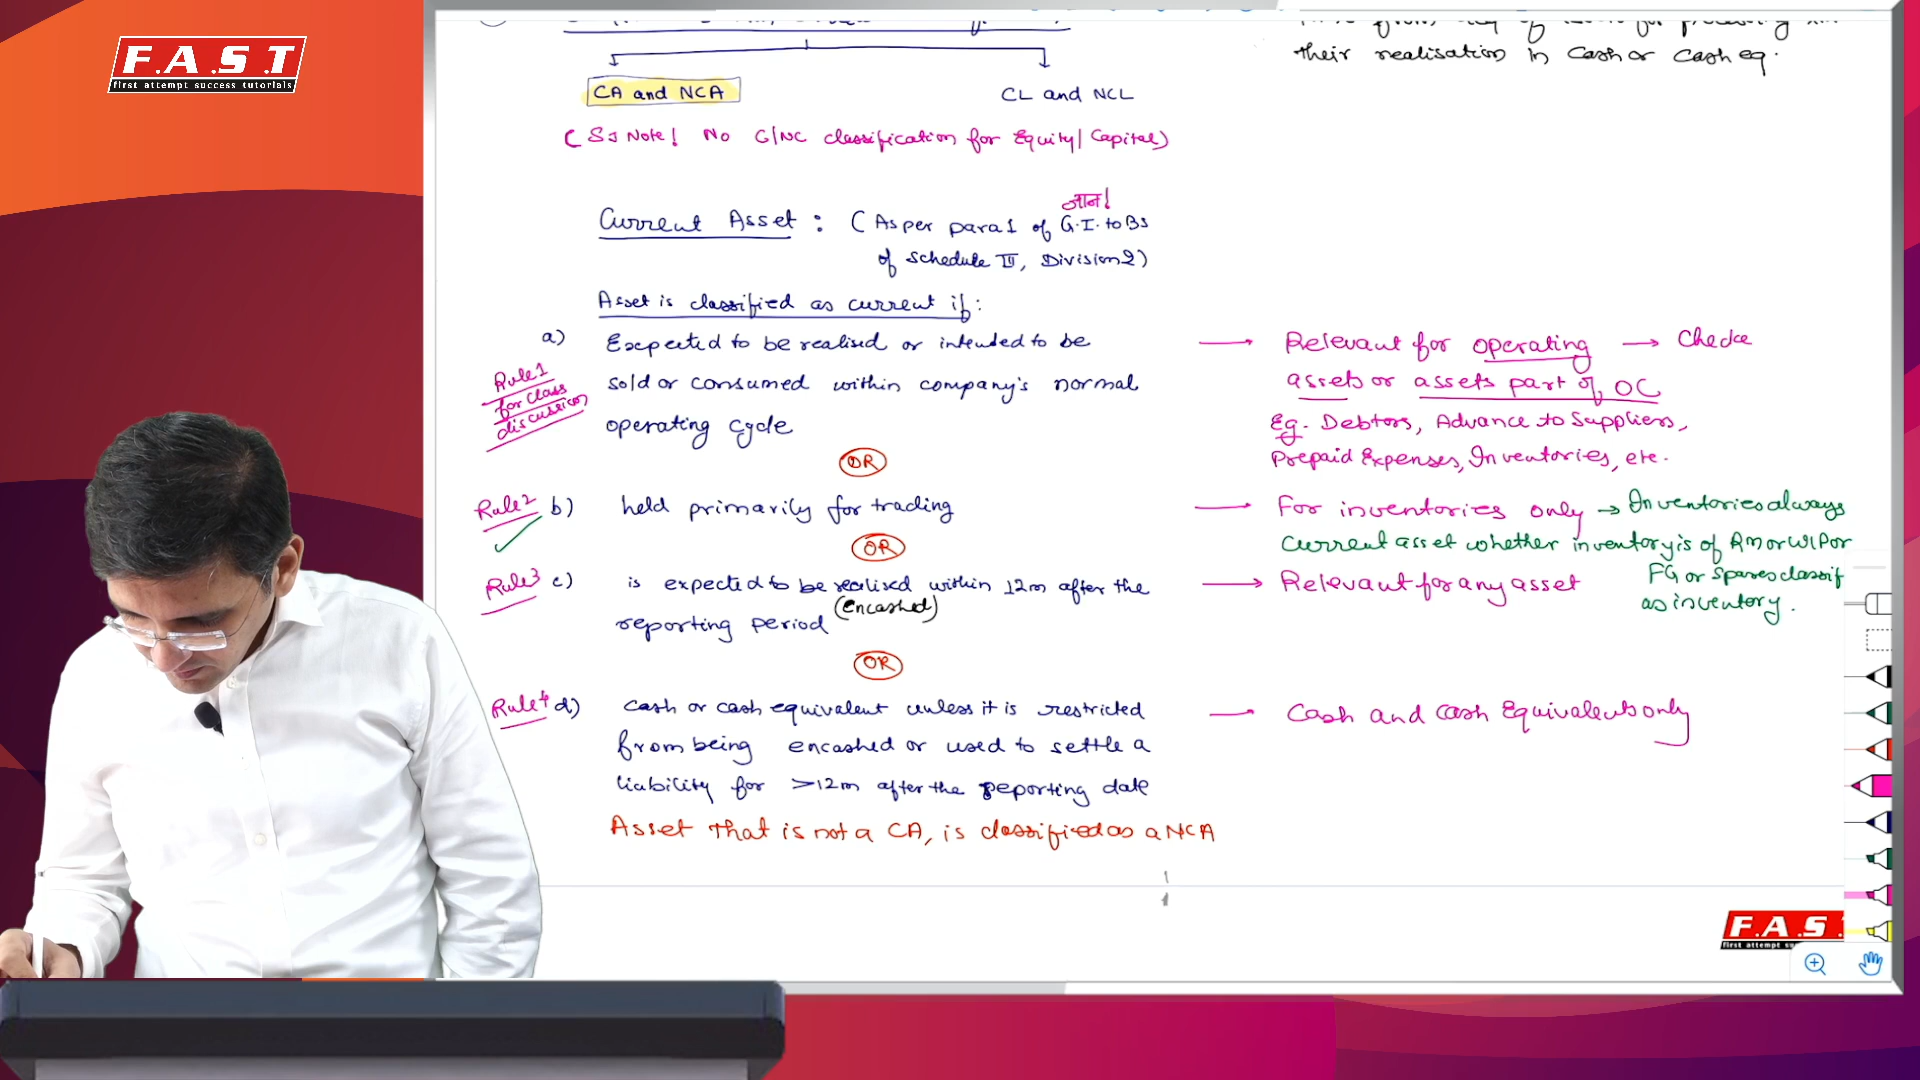 F.A.S.T
first attempt success tutorials
their realisation in cash or cash eq.
CA and NCA
CL and NCL
( SJ Note! No C/NC classification for Equity/Capital)
जान!
Current Asset : (As per para 1 of G.I. to BS
of Schedule III, Division 2)
Asset is classified as current if:
a) Expected to be realised or intended to be
sold or consumed within company's normal
operating cycle
Rule 1
for class
discussion
→ Relevant for operating → Check
assets or assets part of OC
Eg. Debtors, Advance to Suppliers,
Prepaid Expenses, Inventories, etc.
OR
Rule 2 b) held primarily for trading
→ For inventories only → Inventories always
current asset whether inventory is of RM or WIP or
FG or spares classif
as inventory.
OR
Rule 3 c) is expected to be realised within 12m after the
(encashed)
reporting period
→ Relevant for any asset
OR
Rule 4 d) Cash or cash equivalent unless it is restricted
from being encashed or used to settle a
liability for >12m after the reporting date
→ Cash and Cash Equivalents only
Asset that is not a CA, is classified as a NCA
F.A.S.
first attempt su